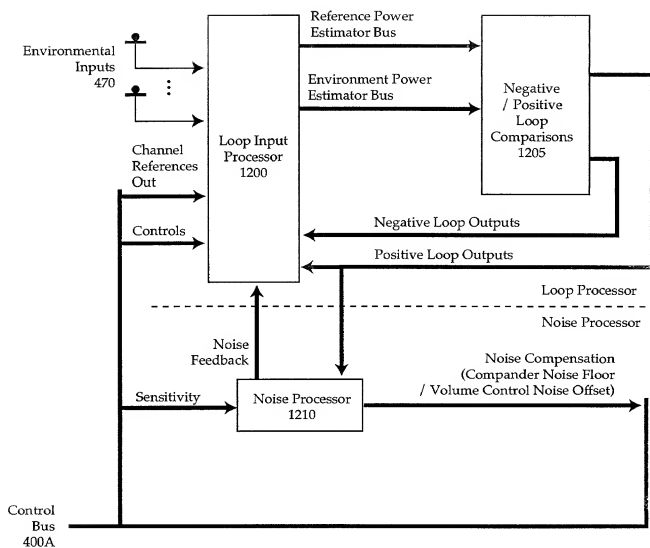 Environmental
Inputs
470
Reference Power
Estimator Bus
Environment Power
Estimator Bus
Loop Input
Processor
1200
Negative
/ Positive
Loop
Comparisons
1205
Channel
References
Out
Controls
Negative Loop Outputs
Positive Loop Outputs
Loop Processor
Noise Processor
Noise
Feedback
Noise Compensation
(Compander Noise Floor
/ Volume Control Noise Offset)
Sensitivity
Noise Processor
1210
Control
Bus
400A